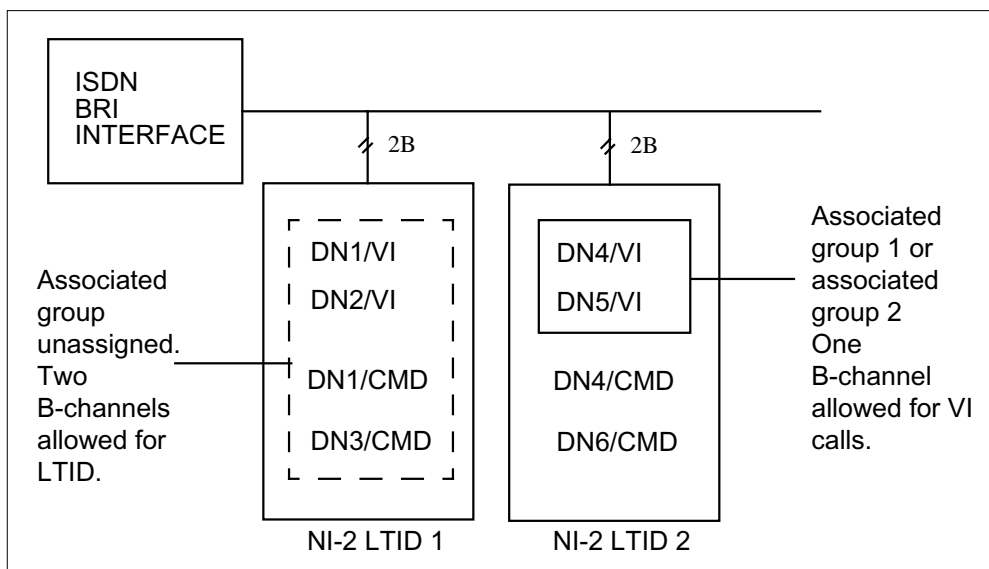 ISDN
BRI
INTERFACE
2B
2B
DN1/VI
DN2/VI
DN1/CMD
DN3/CMD
NI-2 LTID 1
DN4/VI
DN5/VI
DN4/CMD
DN6/CMD
NI-2 LTID 2
Associated
group
unassigned.
Two
B-channels
allowed for
LTID.
Associated
group 1 or
associated
group 2
One
B-channel
allowed for VI
calls.